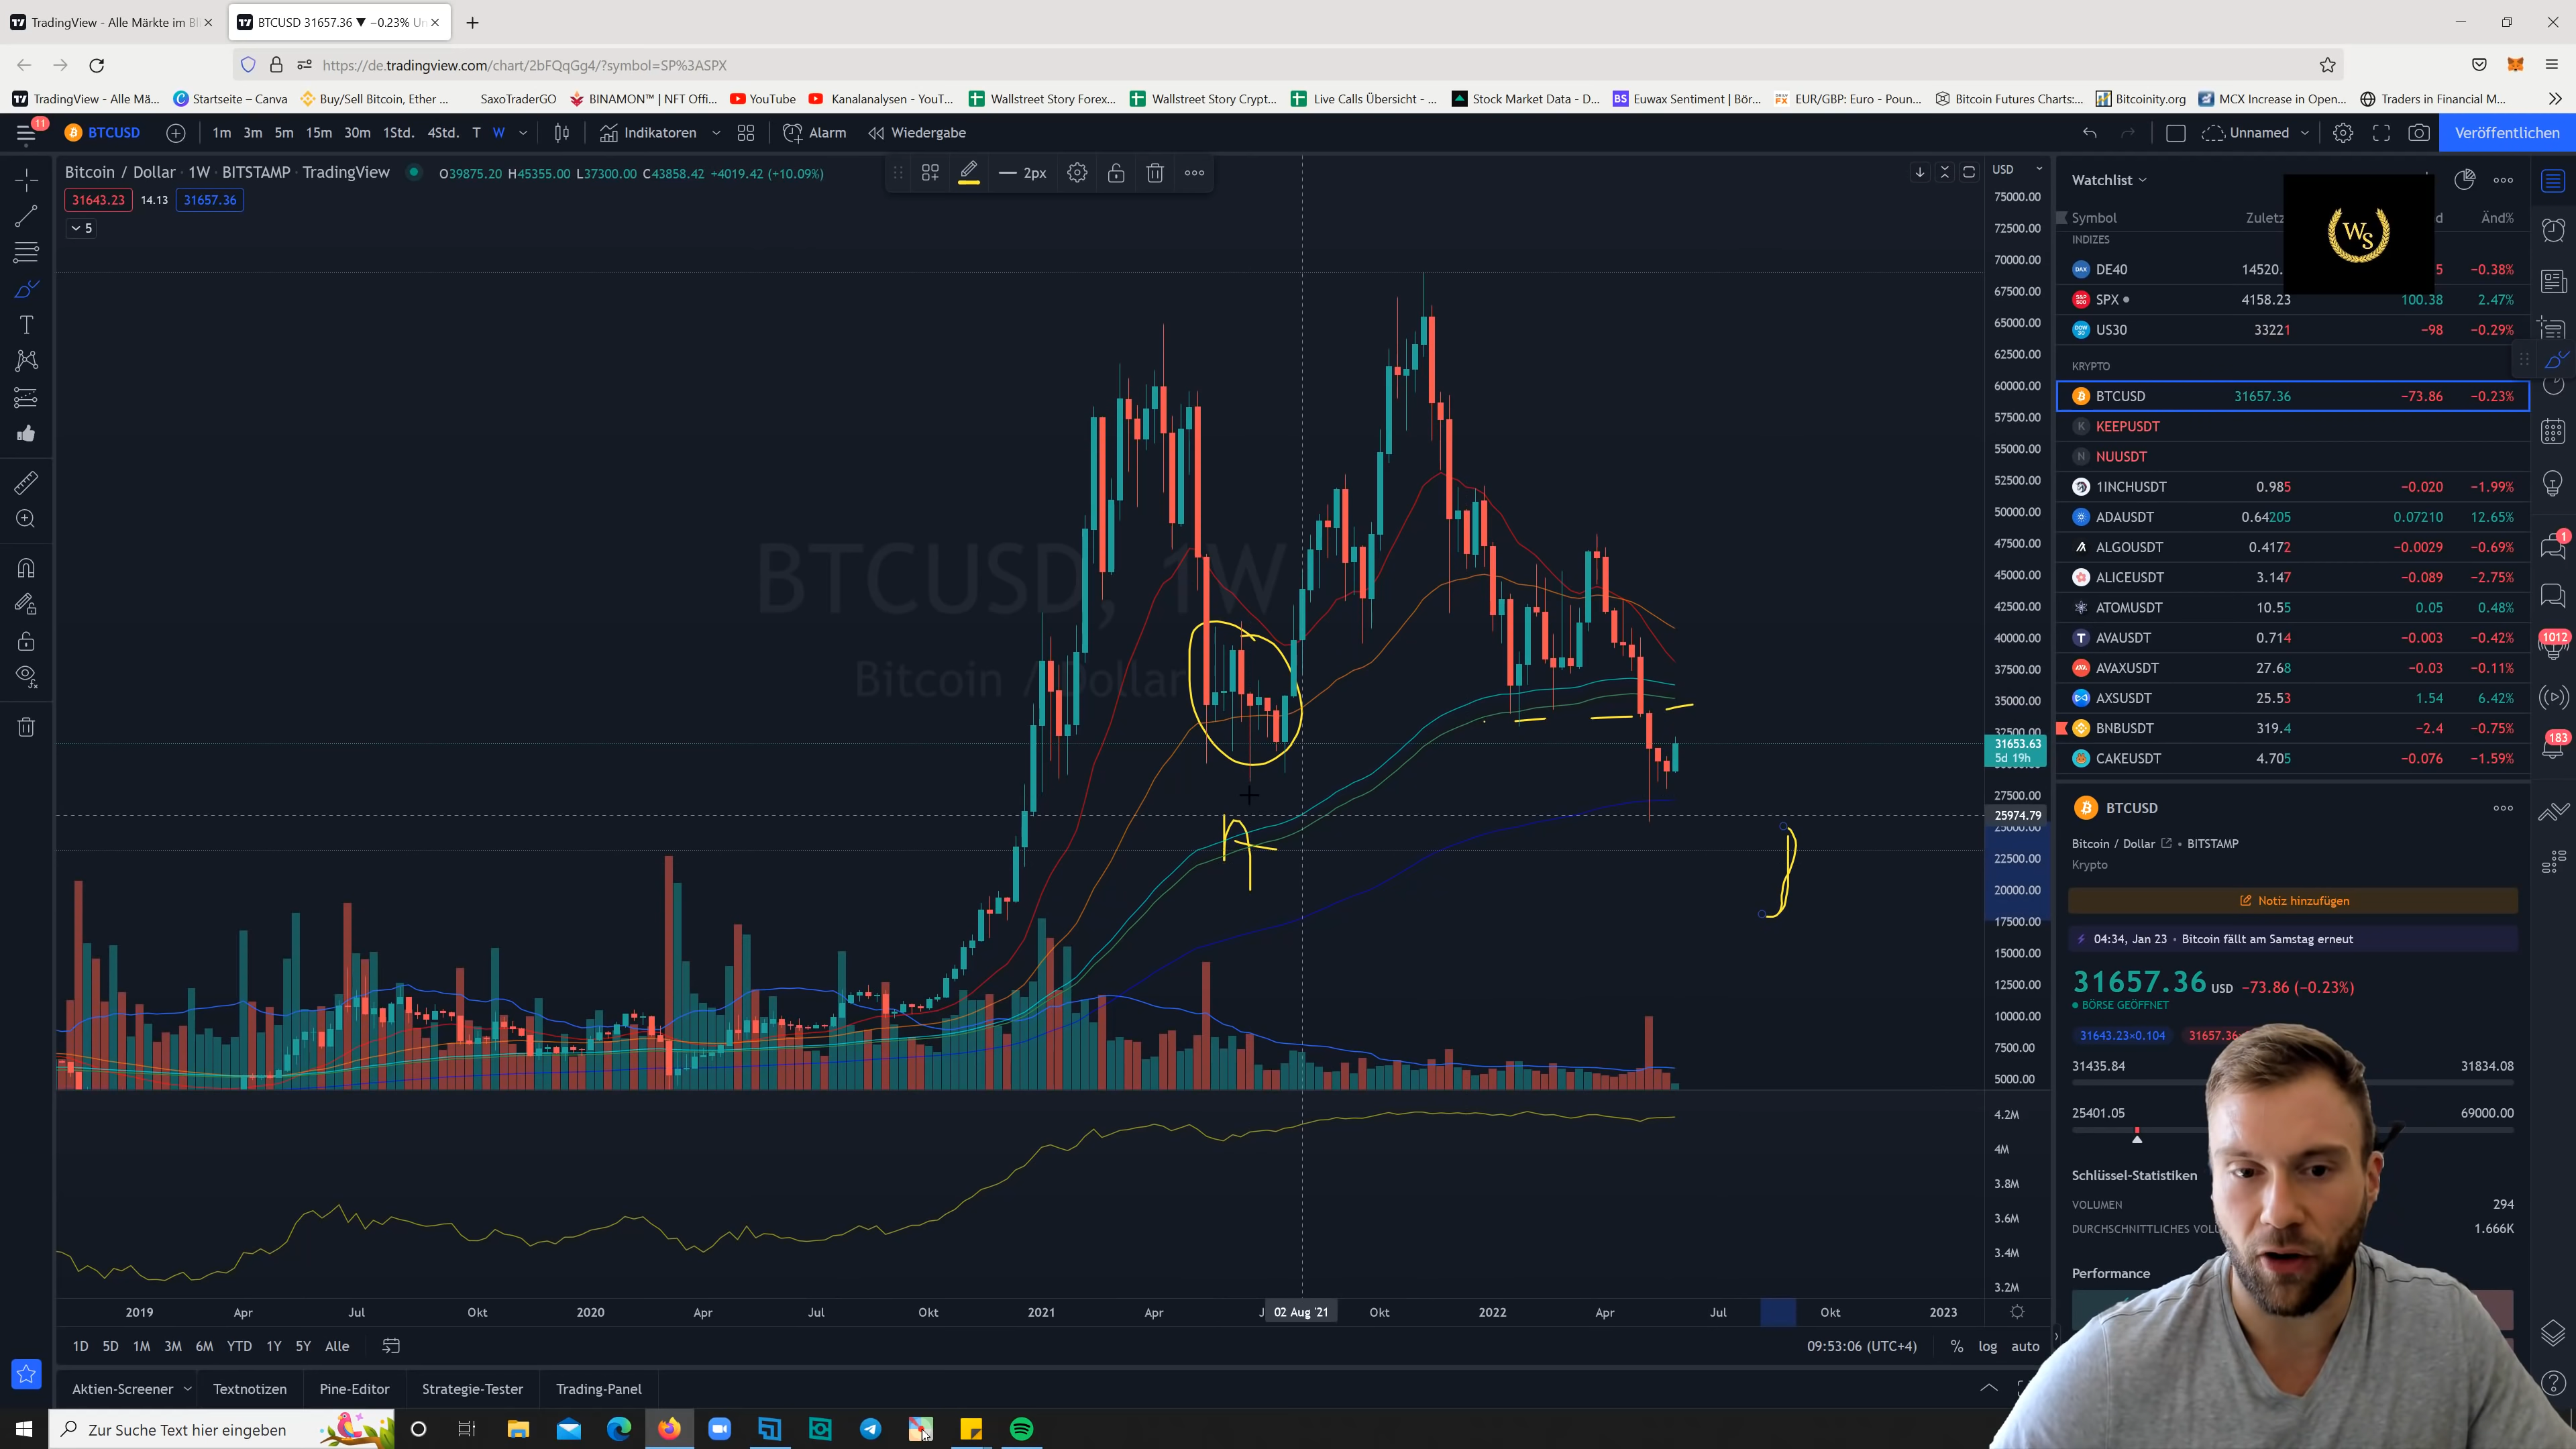 TradingView - Alle Märkte im Bl
BTCUSD 31657.36 ▼ −0.23% Un
https://de.tradingview.com/chart/2bFQqGg4/?symbol=SP%3ASPX
TradingView - Alle Mä...
Startseite – Canva
Buy/Sell Bitcoin, Ether ...
SaxoTraderGO
BINAMON™ | NFT Offi...
YouTube
Kanalanalysen - YouT...
Wallstreet Story Forex...
Wallstreet Story Crypt...
Live Calls Übersicht - ...
Stock Market Data - D...
Euwax Sentiment | Bör...
EUR/GBP: Euro - Poun...
Bitcoin Futures Charts:...
Bitcoinity.org
MCX Increase in Open...
Traders in Financial M...
11
BTCUSD
1m 3m 5m 15m 30m 1Std. 4Std. T W
Indikatoren
Alarm
Wiedergabe
Unnamed
Veröffentlichen
Bitcoin / Dollar · 1W · BITSTAMP · TradingView
O39875.20 H45355.00 L37300.00 C43858.42 +4019.42 (+10.09%)
2px
31643.23 14.13 31657.36
5
BTCUSD, 1W
Bitcoin / Dollar
USD
75000.00
72500.00
70000.00
67500.00
65000.00
62500.00
60000.00
57500.00
55000.00
52500.00
50000.00
47500.00
45000.00
42500.00
40000.00
37500.00
35000.00
32500.00
31653.63
5d 19h
27500.00
25974.79
25000.00
22500.00
20000.00
17500.00
15000.00
12500.00
10000.00
7500.00
5000.00
4.2M
4M
3.8M
3.6M
3.4M
3.2M
2019 Apr Jul Okt 2020 Apr Jul Okt 2021 Apr 02 Aug '21 Okt 2022 Apr Jul Okt 2023
1D 5D 1M 3M 6M YTD 1Y 5Y Alle
09:53:06 (UTC+4)
% log auto
Aktien-Screener
Textnotizen
Pine-Editor
Strategie-Tester
Trading-Panel
Watchlist
WS
Symbol Zuletz d Änd%
INDIZES
DE40 14520. 5 −0.38%
SPX 4158.23 100.38 2.47%
US30 33221 −98 −0.29%
KRYPTO
BTCUSD 31657.36 −73.86 −0.23%
KEEPUSDT
NUUSDT
1INCHUSDT 0.985 −0.020 −1.99%
ADAUSDT 0.64205 0.07210 12.65%
ALGOUSDT 0.4172 −0.0029 −0.69%
ALICEUSDT 3.147 −0.089 −2.75%
ATOMUSDT 10.55 0.05 0.48%
AVAUSDT 0.714 −0.003 −0.42%
AVAXUSDT 27.68 −0.03 −0.11%
AXSUSDT 25.53 1.54 6.42%
BNBUSDT 319.4 −2.4 −0.75%
CAKEUSDT 4.705 −0.076 −1.59%
1
1012
183
BTCUSD
Bitcoin / Dollar • BITSTAMP
Krypto
Notiz hinzufügen
04:34, Jan 23 • Bitcoin fällt am Samstag erneut
31657.36 USD −73.86 (−0.23%)
BÖRSE GEÖFFNET
31643.23×0.104 31657.36
31435.84 31834.08
25401.05 69000.00
Schlüssel-Statistiken
VOLUMEN 294
DURCHSCHNITTLICHES VOLU 1.666K
Performance
Zur Suche Text hier eingeben